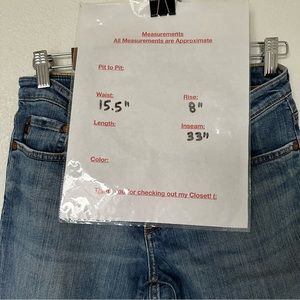 Measurements
All Measurements are Approximate
Pit to Pit:
Waist: Rise:
15.5" 8"
Length: Inseam:
33"
Color:
Thank you for checking out my Closet! (: